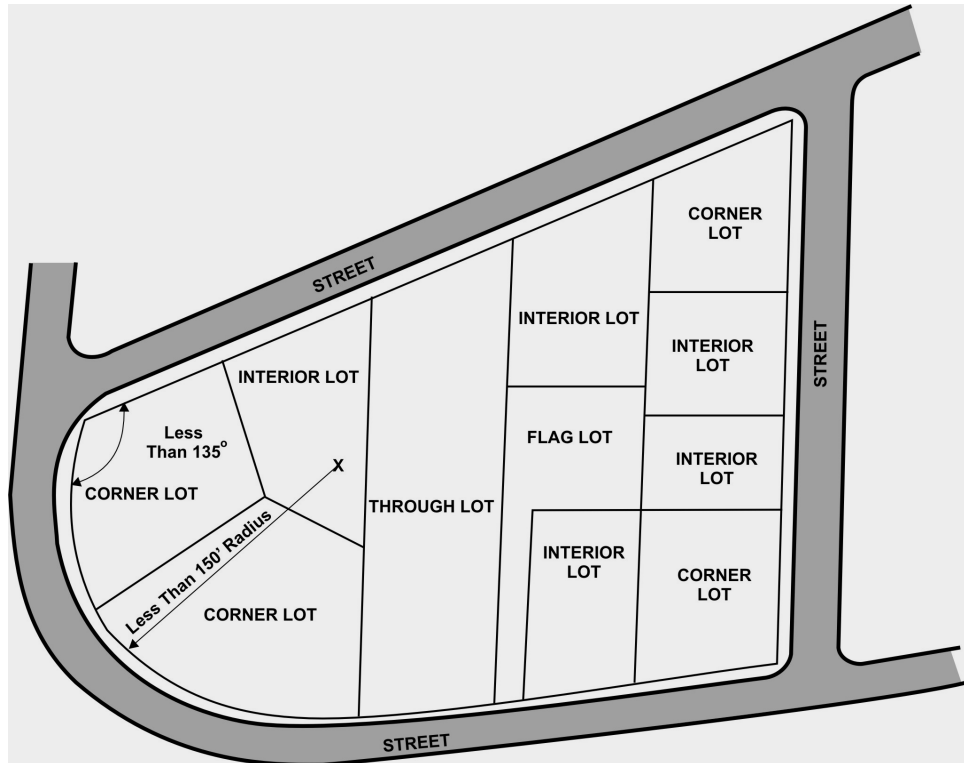 CORNER
LOT
STREET
INTERIOR LOT
INTERIOR
LOT
STREET
INTERIOR LOT
Less
Than 135°
FLAG LOT
INTERIOR
LOT
CORNER LOT
THROUGH LOT
Less Than 150' Radius
INTERIOR
LOT
CORNER
LOT
CORNER LOT
STREET
X